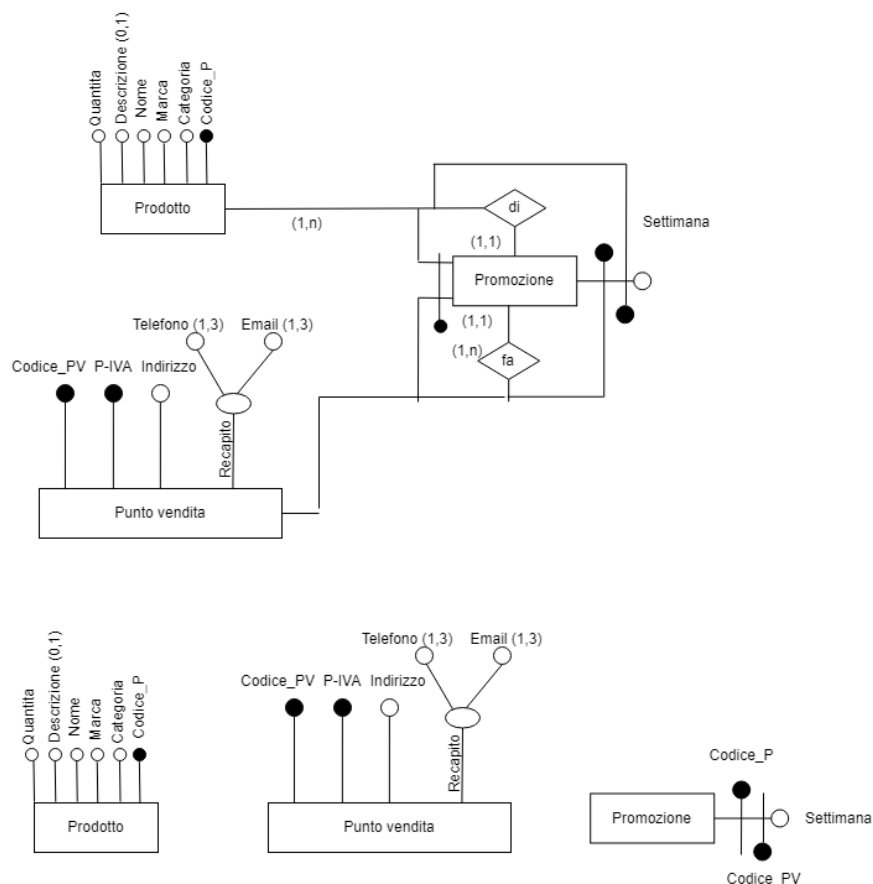 Quantita
Descrizione (0,1)
Nome
Marca
Categoria
Codice_P
Prodotto
(1,n)
di
(1,1)
Settimana
Promozione
(1,1)
(1,n)
fa
Telefono (1,3)
Email (1,3)
Codice_PV
P-IVA
Indirizzo
Recapito
Punto vendita
Quantita
Descrizione (0,1)
Nome
Marca
Categoria
Codice_P
Prodotto
Telefono (1,3)
Email (1,3)
Codice_PV
P-IVA
Indirizzo
Recapito
Punto vendita
Codice_P
Promozione
Settimana
Codice_PV